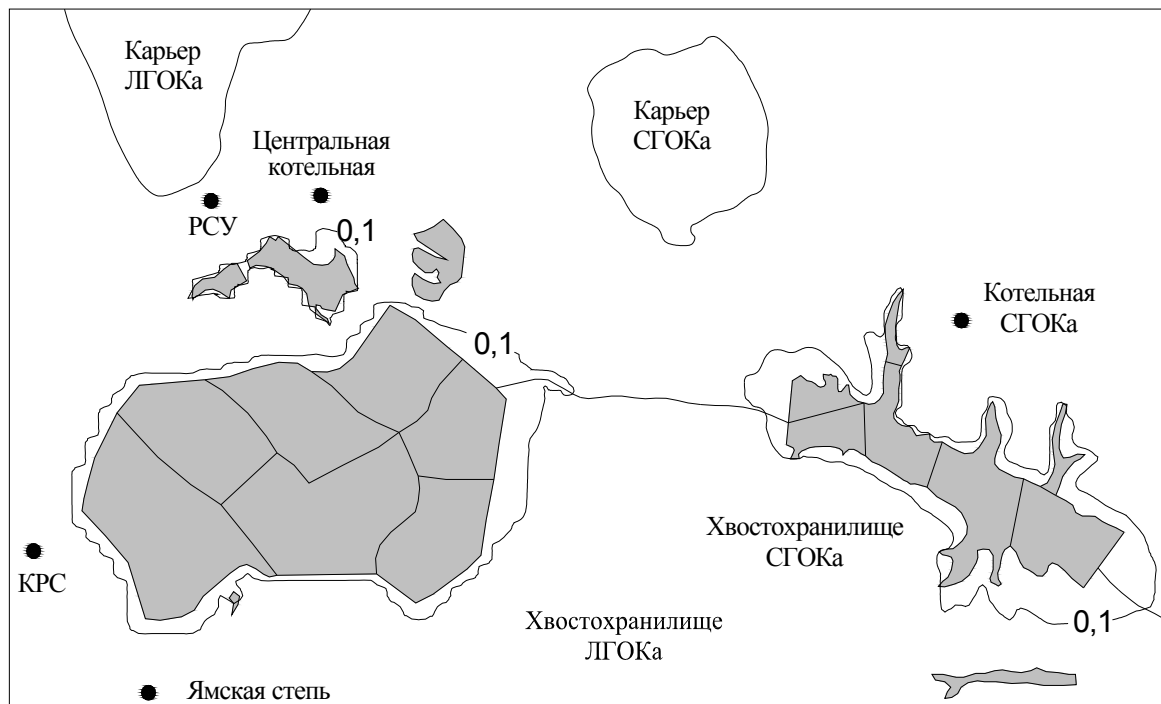 Карьер
ЛГОКа
Карьер
СГОКа
Центральная
котельная
РСУ
0,1
Котельная
СГОКа
0,1
Хвостохранилище
СГОКа
КРС
Хвостохранилище
ЛГОКа
0,1
Ямская степь